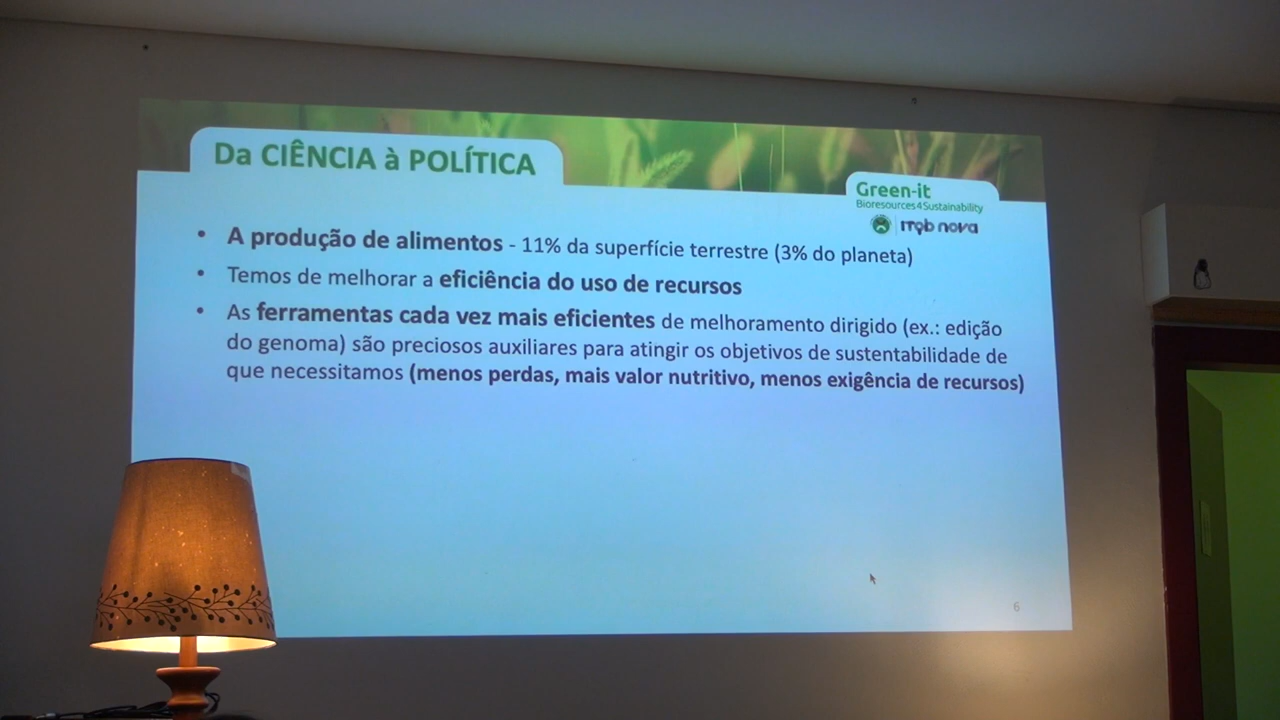 Da CIÊNCIA à POLÍTICA
Green-it
Bioresources4Sustainability
itqb nova
• A produção de alimentos - 11% da superfície terrestre (3% do planeta)
• Temos de melhorar a eficiência do uso de recursos
• As ferramentas cada vez mais eficientes de melhoramento dirigido (ex.: edição
do genoma) são preciosos auxiliares para atingir os objetivos de sustentabilidade de
que necessitamos (menos perdas, mais valor nutritivo, menos exigência de recursos)
6